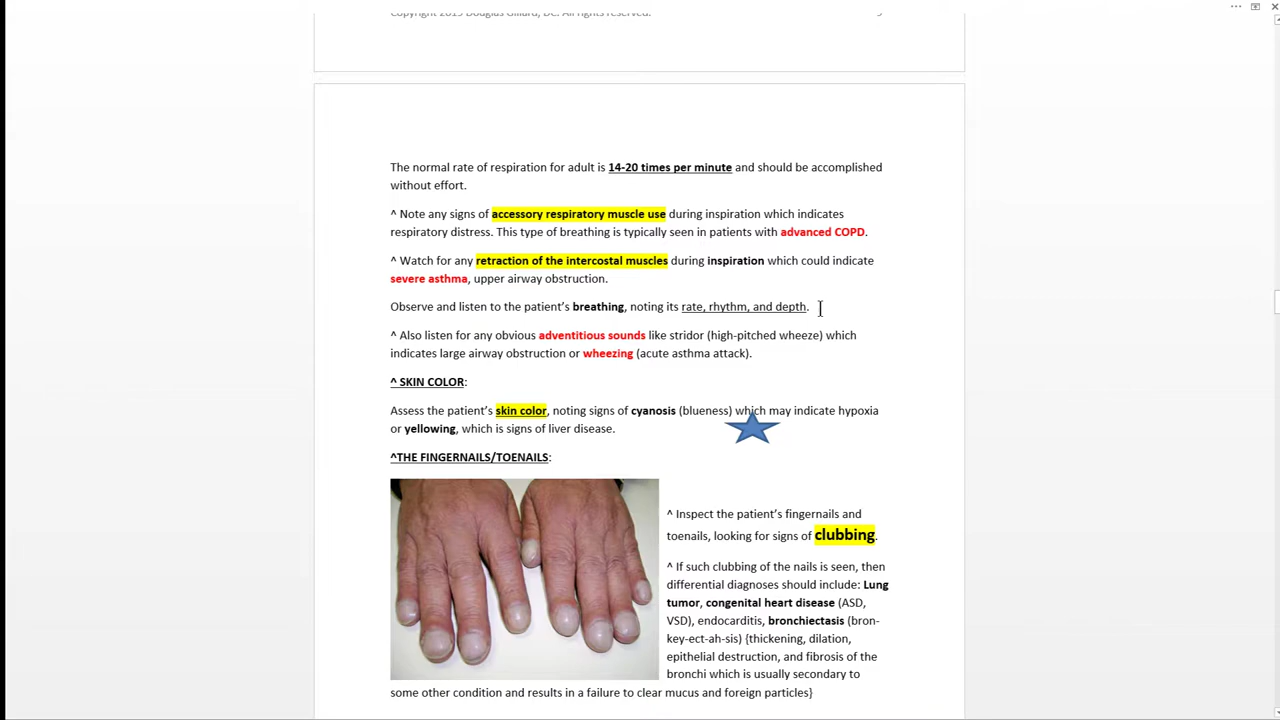 Copyright 2015 Douglas Gillard, DC. All rights reserved.
The normal rate of respiration for adult is 14-20 times per minute and should be accomplished
without effort.
^ Note any signs of accessory respiratory muscle use during inspiration which indicates
respiratory distress. This type of breathing is typically seen in patients with advanced COPD.
^ Watch for any retraction of the intercostal muscles during inspiration which could indicate
severe asthma, upper airway obstruction.
Observe and listen to the patient’s breathing, noting its rate, rhythm, and depth.
^ Also listen for any obvious adventitious sounds like stridor (high-pitched wheeze) which
indicates large airway obstruction or wheezing (acute asthma attack).
^ SKIN COLOR:
Assess the patient’s skin color, noting signs of cyanosis (blueness) which may indicate hypoxia
or yellowing, which is signs of liver disease.
^THE FINGERNAILS/TOENAILS:
^ Inspect the patient’s fingernails and
toenails, looking for signs of clubbing.
^ If such clubbing of the nails is seen, then
differential diagnoses should include: Lung
tumor, congenital heart disease (ASD,
VSD), endocarditis, bronchiectasis (bron-
key-ect-ah-sis) {thickening, dilation,
epithelial destruction, and fibrosis of the
bronchi which is usually secondary to
some other condition and results in a failure to clear mucus and foreign particles}